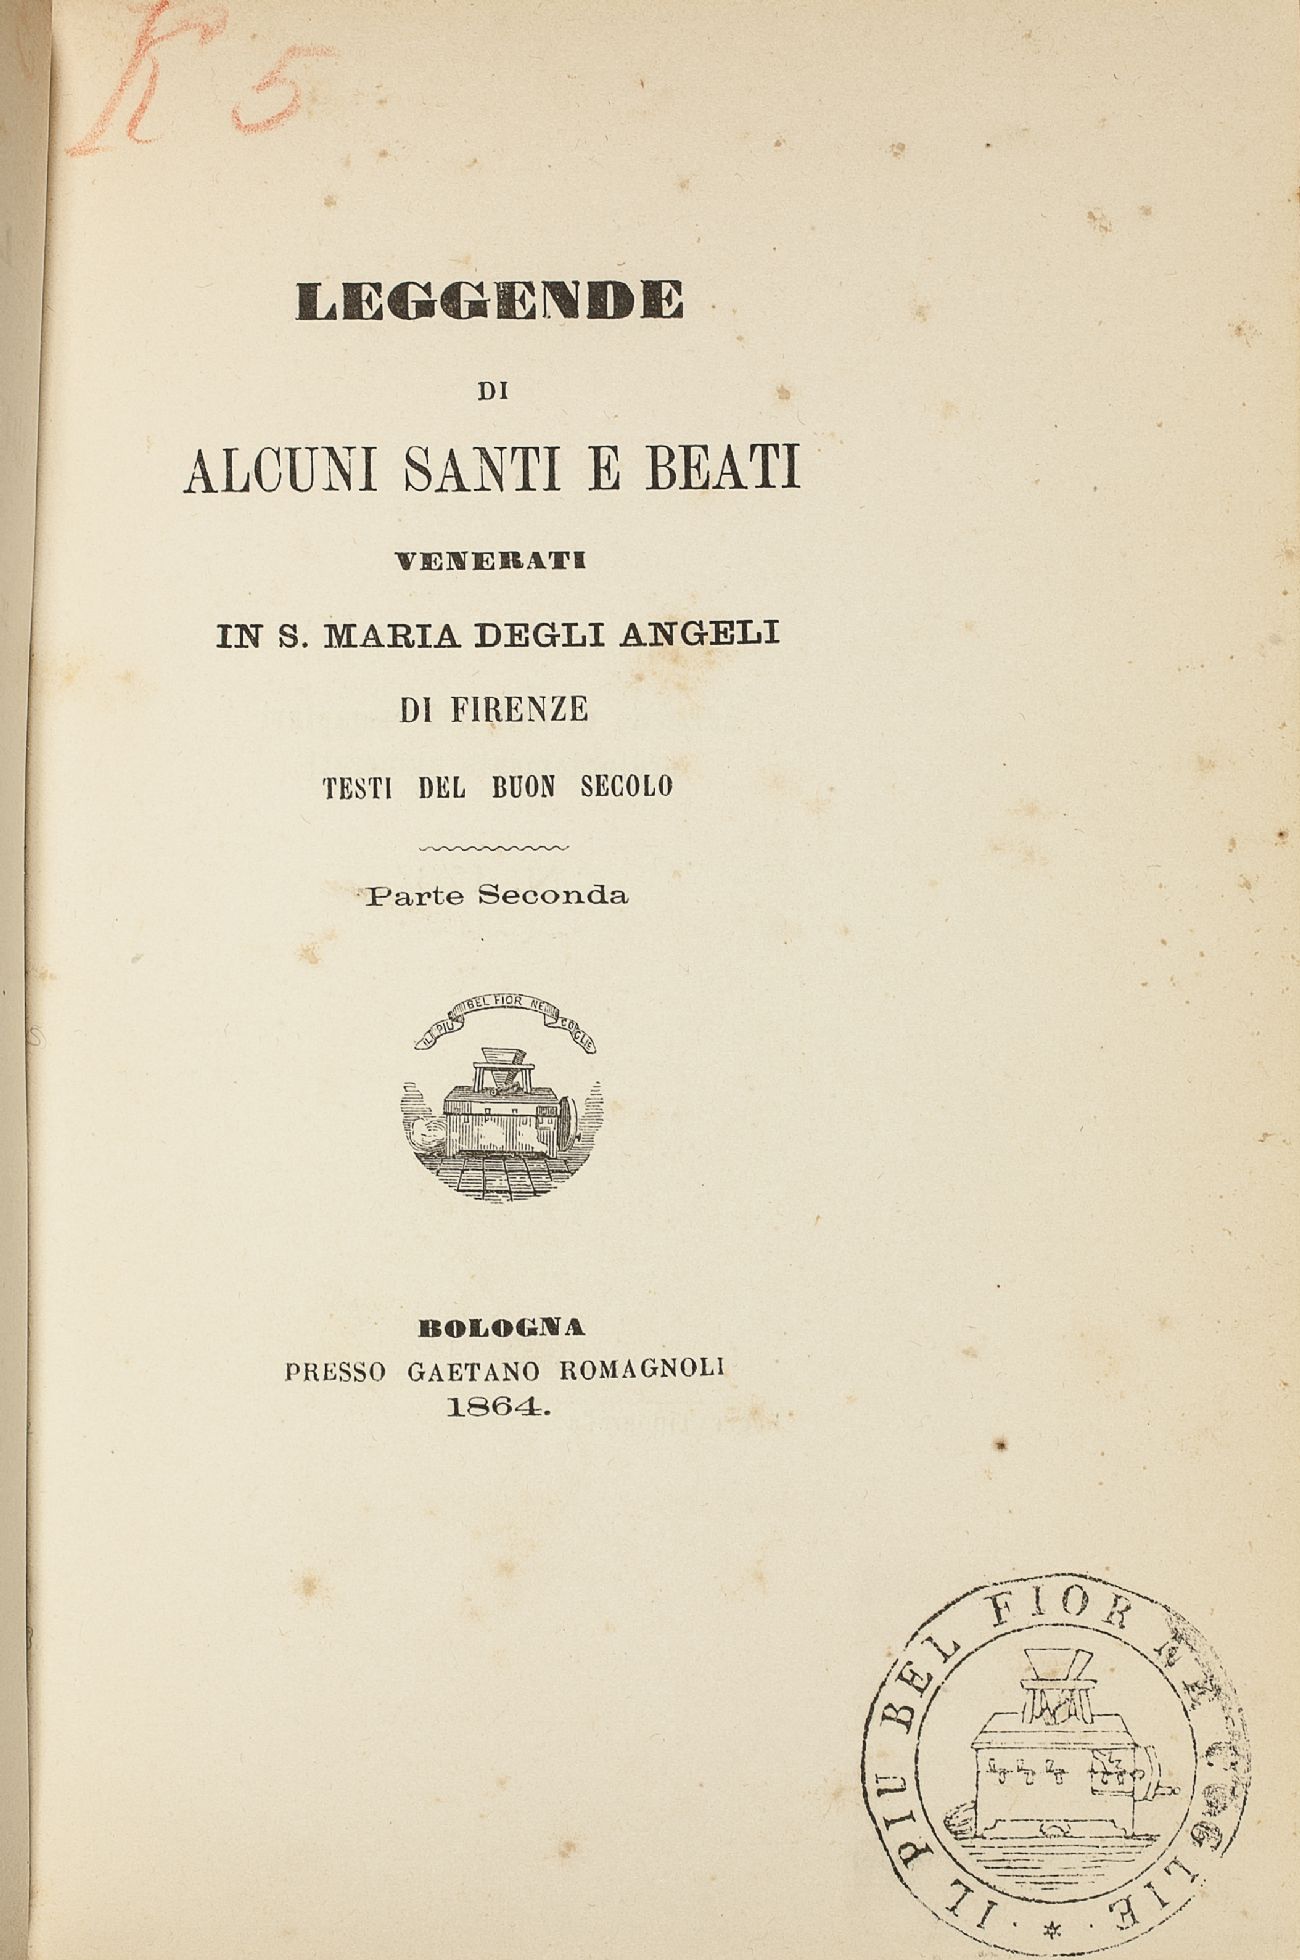 K 5
LEGGENDE
DI
ALCUNI SANTI E BEATI
VENERATI
IN S. MARIA DEGLI ANGELI
DI FIRENZE
TESTI DEL BUON SECOLO
Parte Seconda
IL PIU BEL FIOR NE COGLIE
BOLOGNA
PRESSO GAETANO ROMAGNOLI
1864.
· IL PIU BEL FIOR NE COGLIE · *